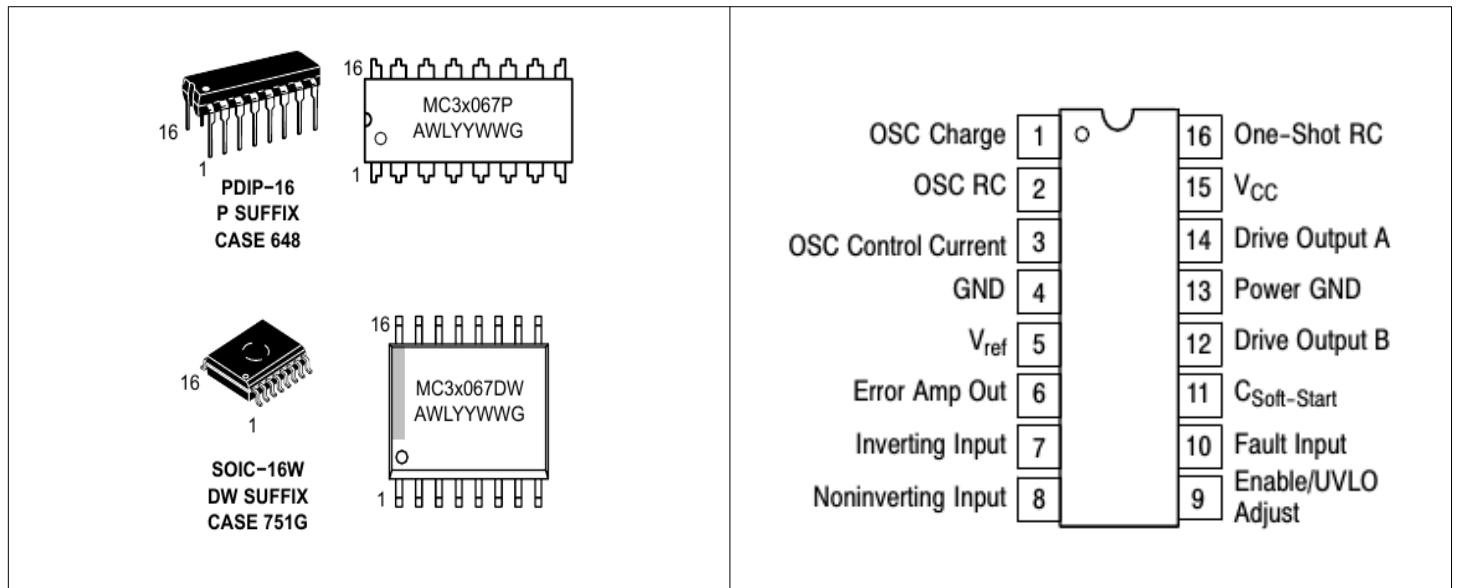 16
1
PDIP−16
P SUFFIX
CASE 648
16
MC3x067P
AWLYYWWG
1
16
1
SOIC−16W
DW SUFFIX
CASE 751G
16
MC3x067DW
AWLYYWWG
1
OSC Charge 1 16 One−Shot RC
OSC RC 2 15 VCC
OSC Control Current 3 14 Drive Output A
GND 4 13 Power GND
Vref 5 12 Drive Output B
Error Amp Out 6 11 CSoft−Start
Inverting Input 7 10 Fault Input
Noninverting Input 8 9 Enable/UVLO
Adjust